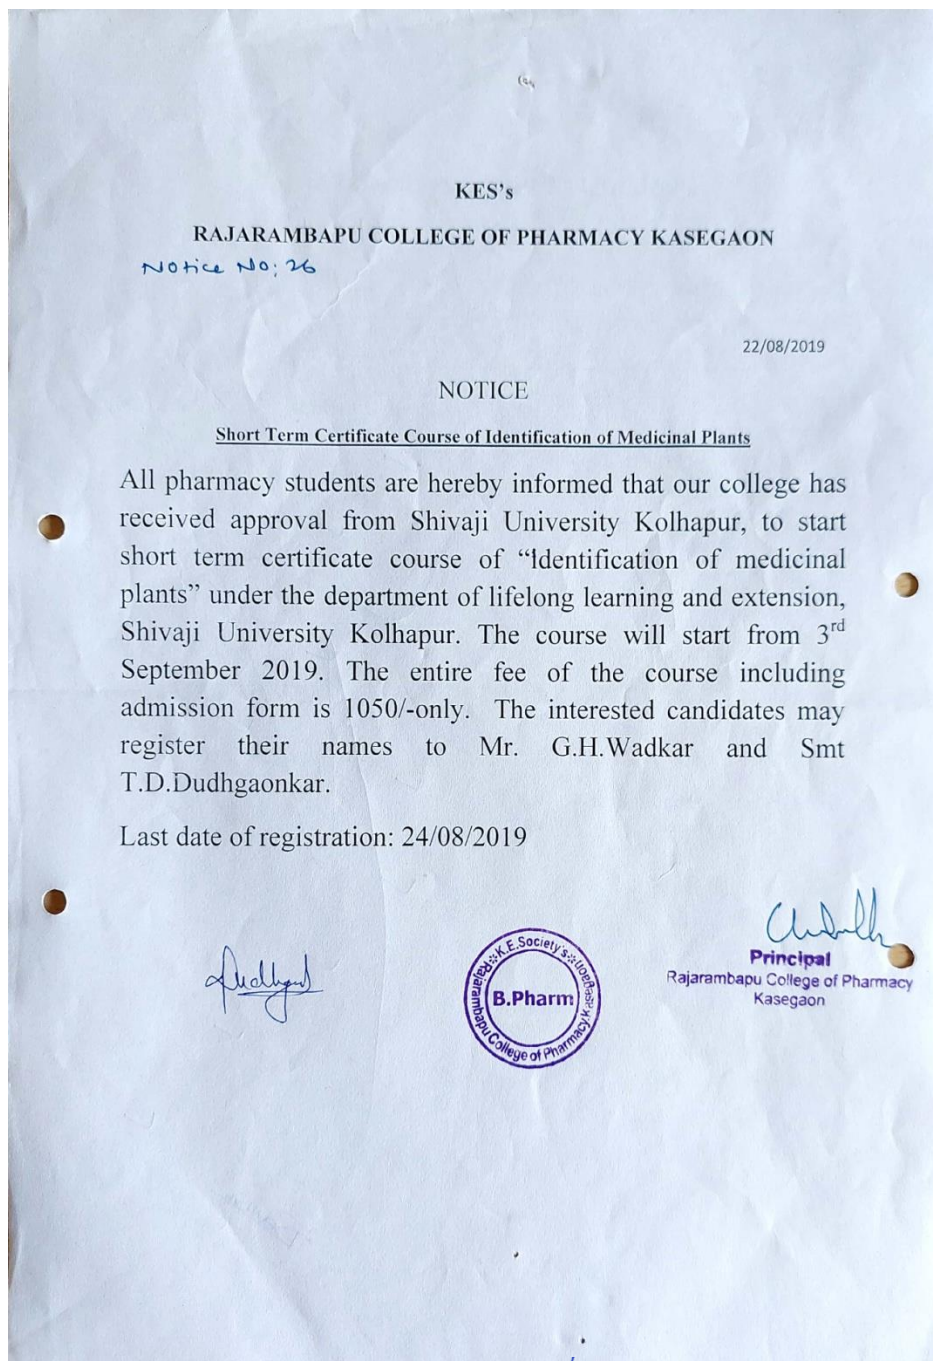 KES's
RAJARAMBAPU COLLEGE OF PHARMACY KASEGAON
Notice No; 26
22/08/2019
NOTICE
Short Term Certificate Course of Identification of Medicinal Plants
All pharmacy students are hereby informed that our college has
received approval from Shivaji University Kolhapur, to start
short term certificate course of “Identification of medicinal
plants” under the department of lifelong learning and extension,
Shivaji University Kolhapur. The course will start from 3rd
September 2019. The entire fee of the course including
admission form is 1050/-only. The interested candidates may
register their names to Mr. G.H.Wadkar and Smt
T.D.Dudhgaonkar.
Last date of registration: 24/08/2019
K.E.Society's
Rajarambapu College of Pharmacy, Kasegaon
B.Pharm
Principal
Rajarambapu College of Pharmacy
Kasegaon